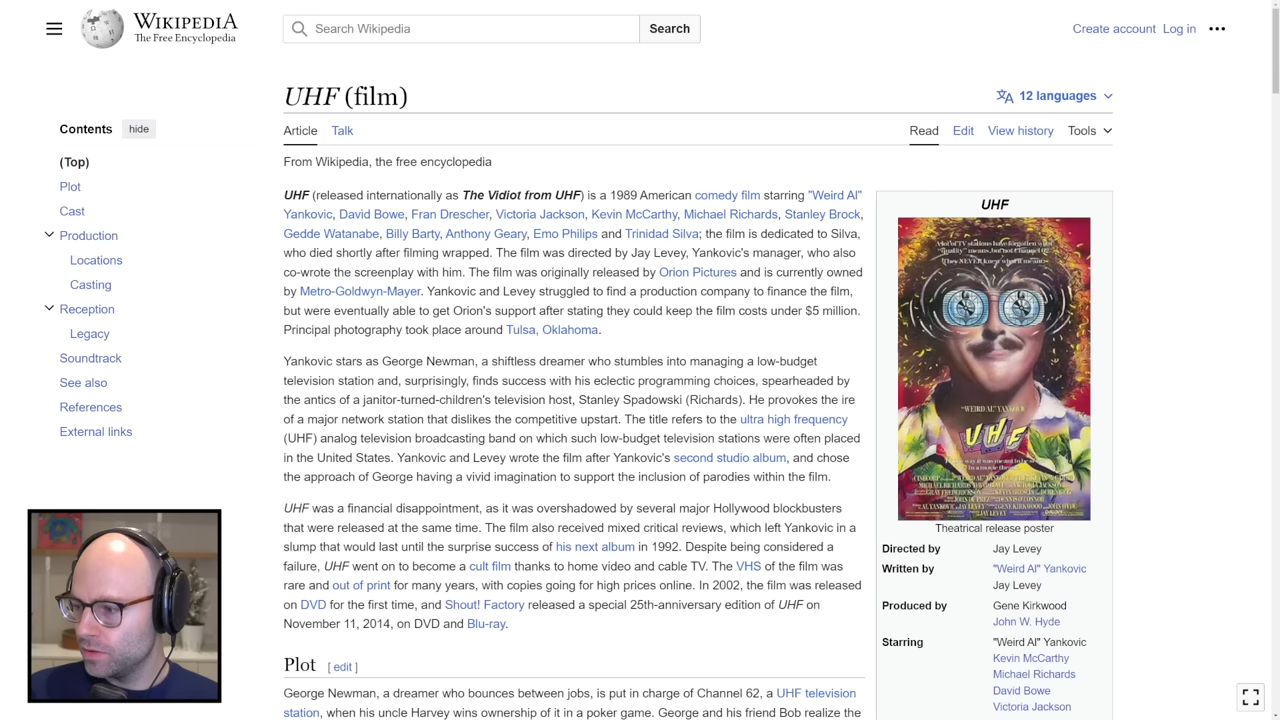 WIKIPEDIA
The Free Encyclopedia
Search Wikipedia
Search
Create account Log in
UHF (film)
12 languages
Contents hide
Article Talk
Read Edit View history Tools
(Top)
Plot
Cast
Production
Locations
Casting
Reception
Legacy
Soundtrack
See also
References
External links
From Wikipedia, the free encyclopedia
UHF (released internationally as The Vidiot from UHF) is a 1989 American comedy film starring "Weird Al"
Yankovic, David Bowe, Fran Drescher, Victoria Jackson, Kevin McCarthy, Michael Richards, Stanley Brock,
Gedde Watanabe, Billy Barty, Anthony Geary, Emo Philips and Trinidad Silva; the film is dedicated to Silva,
who died shortly after filming wrapped. The film was directed by Jay Levey, Yankovic's manager, who also
cowrote the screenplay with him. The film was originally released by Orion Pictures and is currently owned
by Metro-Goldwyn-Mayer. Yankovic and Levey struggled to find a production company to finance the film,
but were eventually able to get Orion's support after stating they could keep the film costs under $5 million.
Principal photography took place around Tulsa, Oklahoma.
Yankovic stars as George Newman, a shiftless dreamer who stumbles into managing a low-budget
television station and, surprisingly, finds success with his eclectic programming choices, spearheaded by
the antics of a janitor-turned-children's television host, Stanley Spadowski (Richards). He provokes the ire
of a major network station that dislikes the competitive upstart. The title refers to the ultra high frequency
(UHF) analog television broadcasting band on which such low-budget television stations were often placed
in the United States. Yankovic and Levey wrote the film after Yankovic's second studio album, and chose
the approach of George having a vivid imagination to support the inclusion of parodies within the film.
UHF was a financial disappointment, as it was overshadowed by several major Hollywood blockbusters
that were released at the same time. The film also received mixed critical reviews, which left Yankovic in a
slump that would last until the surprise success of his next album in 1992. Despite being considered a
failure, UHF went on to become a cult film thanks to home video and cable TV. The VHS of the film was
rare and out of print for many years, with copies going for high prices online. In 2002, the film was released
on DVD for the first time, and Shout! Factory released a special 25th-anniversary edition of UHF on
November 11, 2014, on DVD and Blu-ray.
Plot [ edit ]
George Newman, a dreamer who bounces between jobs, is put in charge of Channel 62, a UHF television
station, when his uncle Harvey wins ownership of it in a poker game. George and his friend Bob realize the
UHF
"WEIRD AL" YANKOVIC
UHF
Theatrical release poster
Directed by Jay Levey
Written by "Weird Al" Yankovic
Jay Levey
Produced by Gene Kirkwood
John W. Hyde
Starring "Weird Al" Yankovic
Kevin McCarthy
Michael Richards
David Bowe
Victoria Jackson